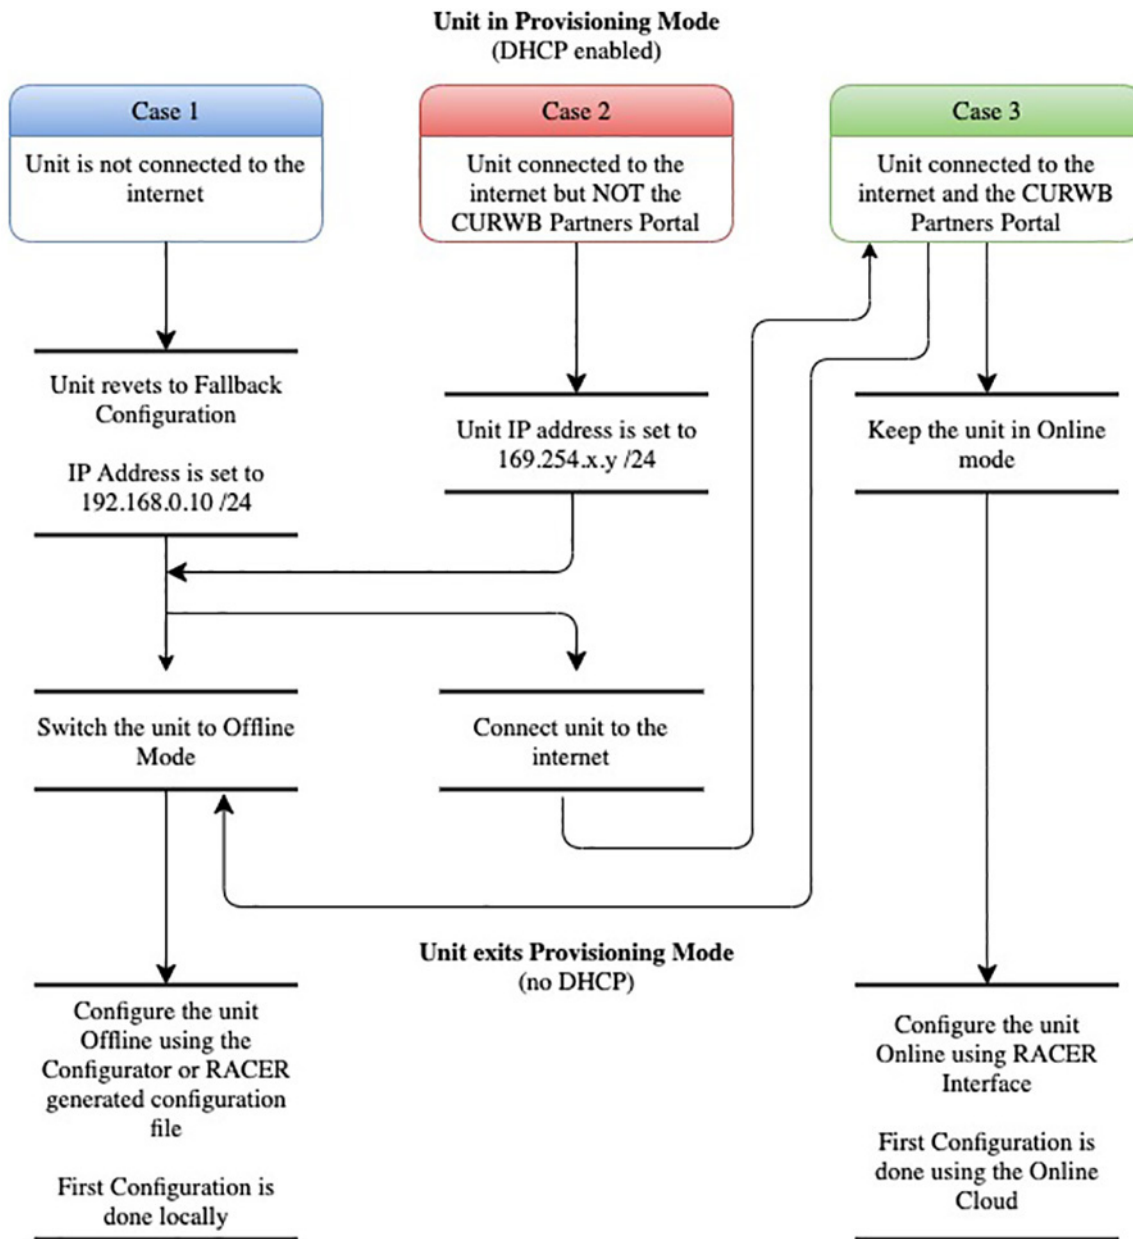 Unit in Provisioning Mode
(DHCP enabled)
Case 1
Unit is not connected to the
internet
Case 2
Unit connected to the
internet but NOT the
CURWB Partners Portal
Case 3
Unit connected to the
internet and the CURWB
Partners Portal
Unit revets to Fallback
Configuration
IP Address is set to
192.168.0.10 /24
Unit IP address is set to
169.254.x.y /24
Keep the unit in Online
mode
Switch the unit to Offline
Mode
Connect unit to the
internet
Unit exits Provisioning Mode
(no DHCP)
Configure the unit
Offline using the
Configurator or RACER
generated configuration
file
First Configuration is
done locally
Configure the unit
Online using RACER
Interface
First Configuration is
done using the Online
Cloud